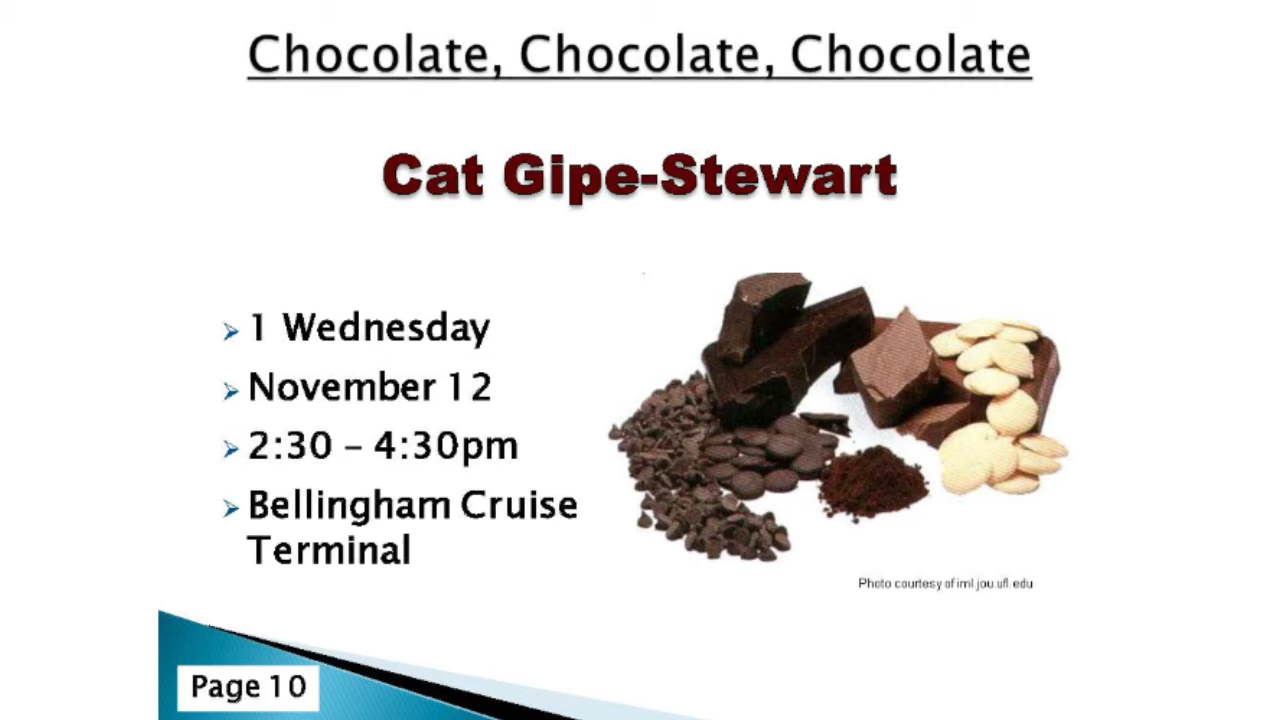 Chocolate, Chocolate, Chocolate
Cat Gipe-Stewart
1 Wednesday
November 12
2:30 – 4:30pm
Bellingham Cruise
Terminal
Photo courtesy of iml.jou.ufl.edu
Page 10